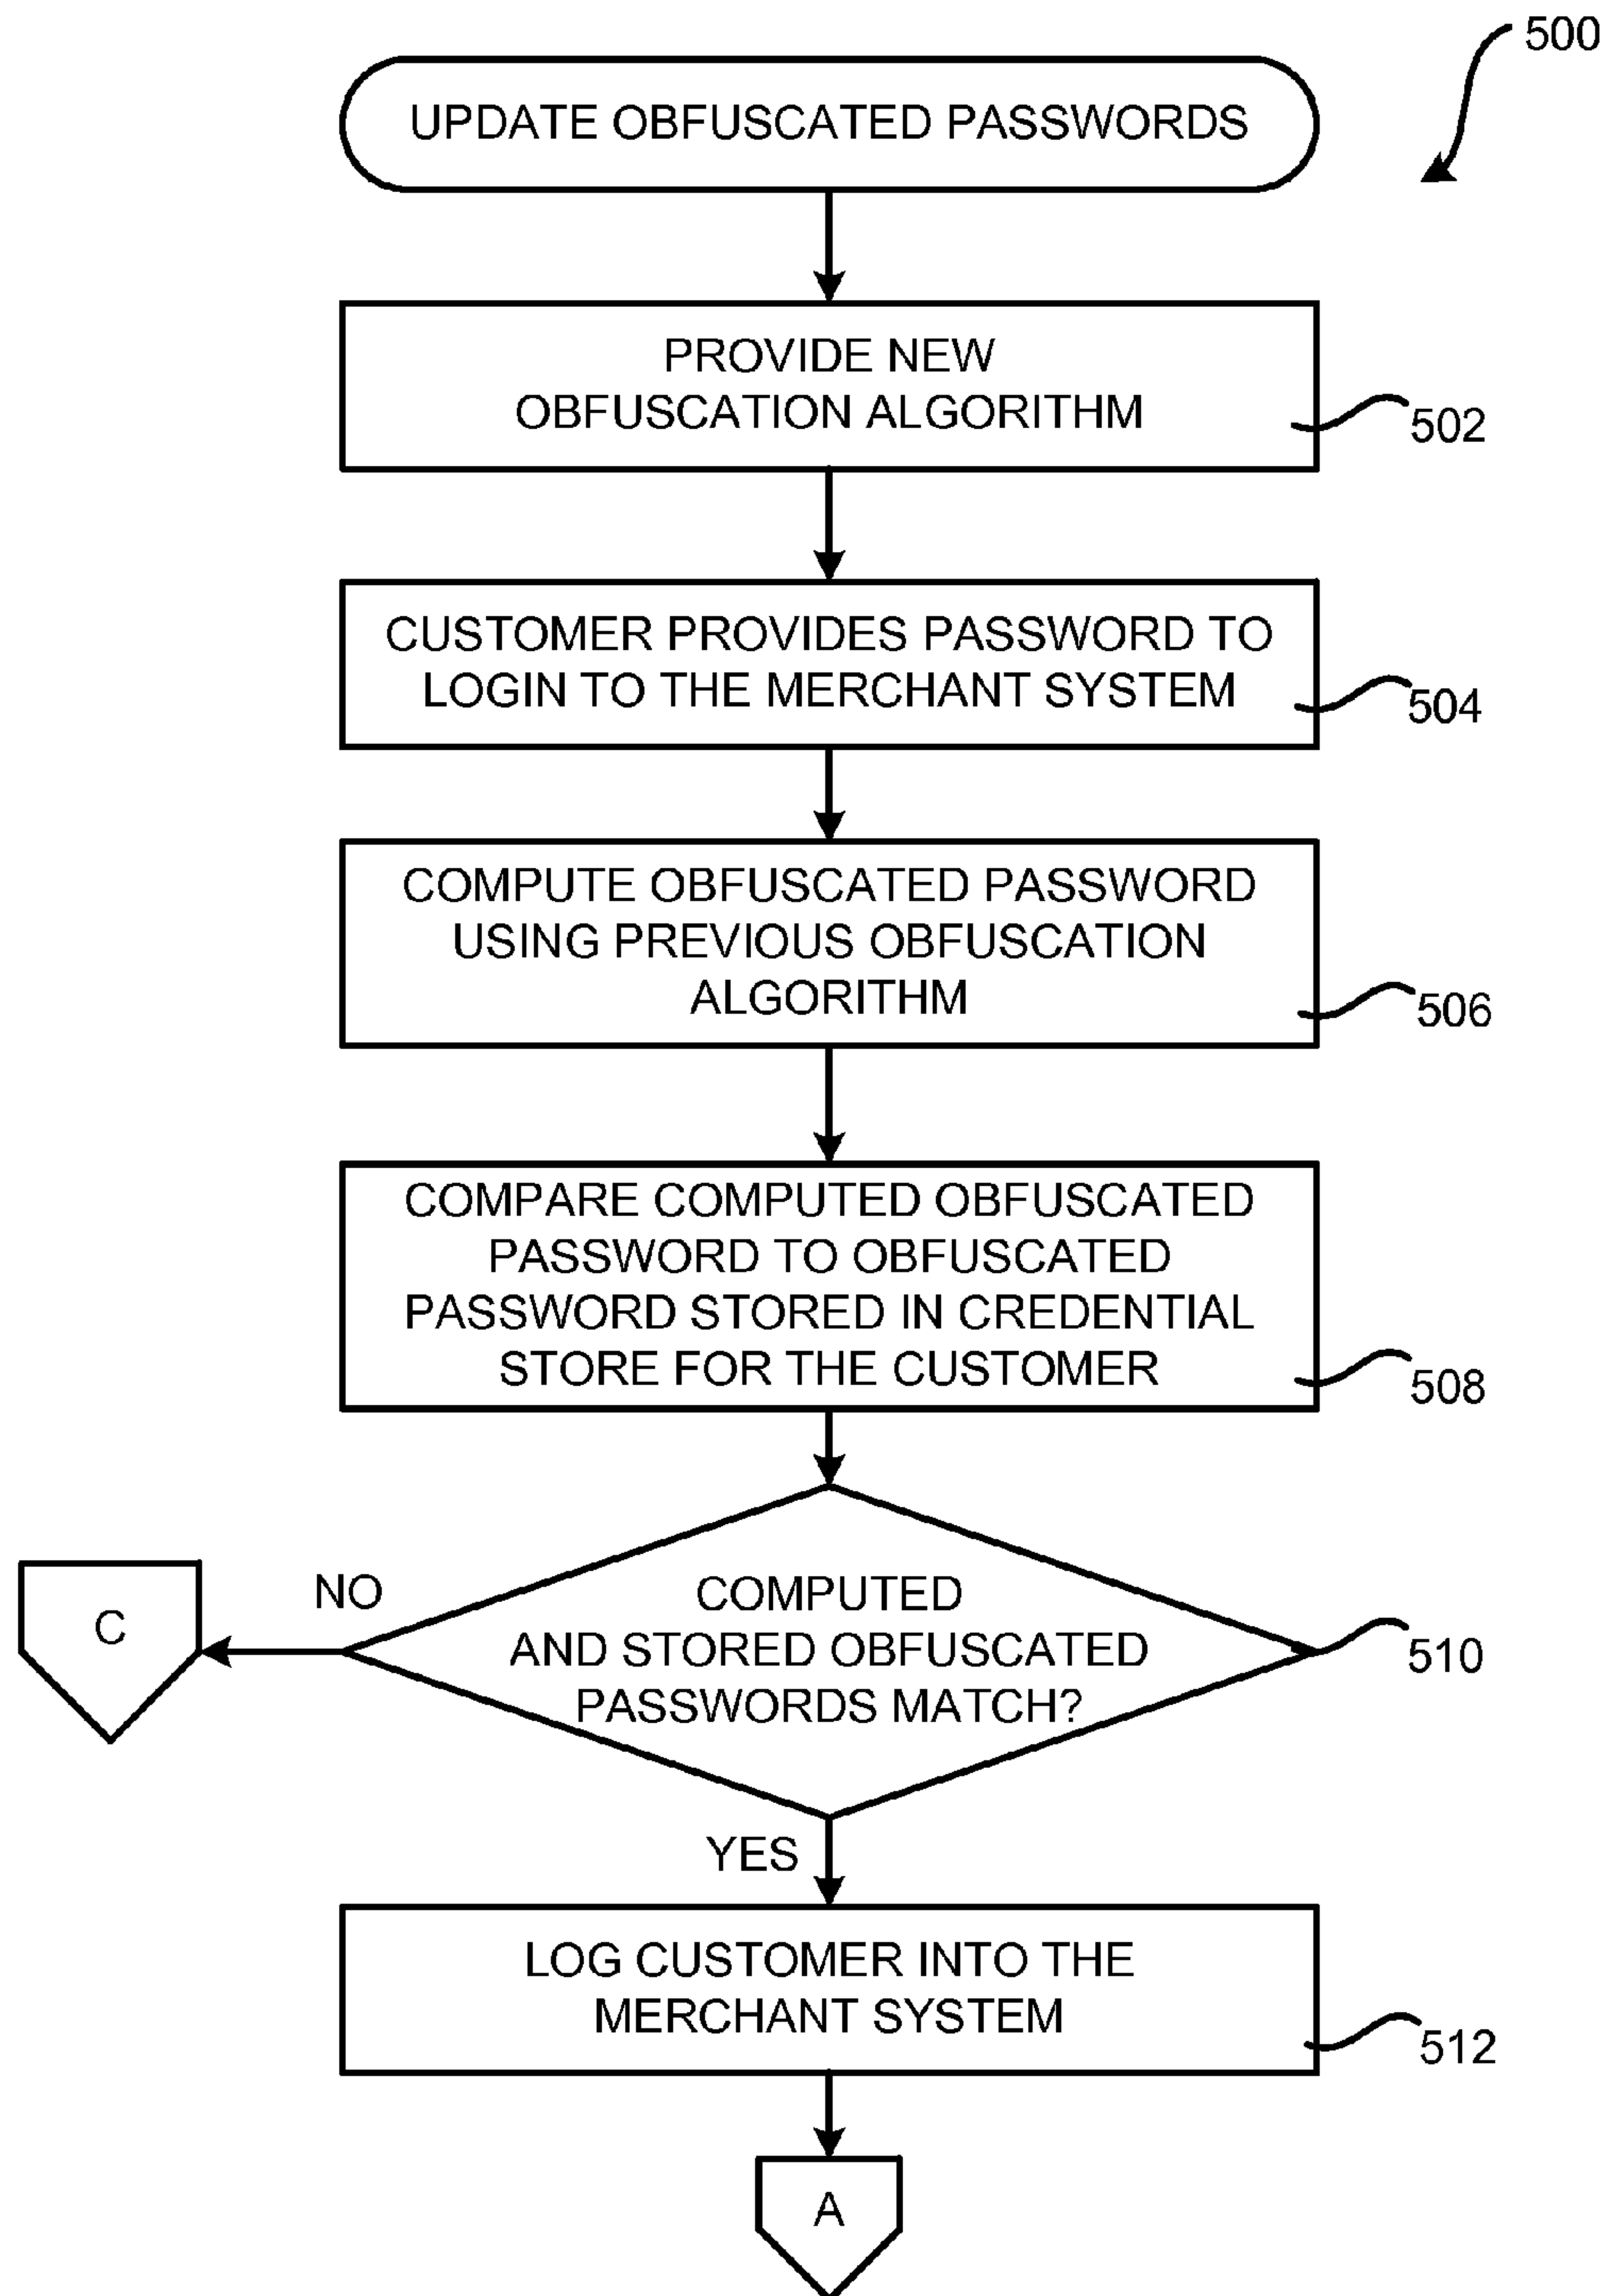 500
UPDATE OBFUSCATED PASSWORDS
PROVIDE NEW
OBFUSCATION ALGORITHM
502
CUSTOMER PROVIDES PASSWORD TO
LOGIN TO THE MERCHANT SYSTEM
504
COMPUTE OBFUSCATED PASSWORD
USING PREVIOUS OBFUSCATION
ALGORITHM
506
COMPARE COMPUTED OBFUSCATED
PASSWORD TO OBFUSCATED
PASSWORD STORED IN CREDENTIAL
STORE FOR THE CUSTOMER
508
COMPUTED
AND STORED OBFUSCATED
PASSWORDS MATCH?
510
NO
C
YES
LOG CUSTOMER INTO THE
MERCHANT SYSTEM
512
A